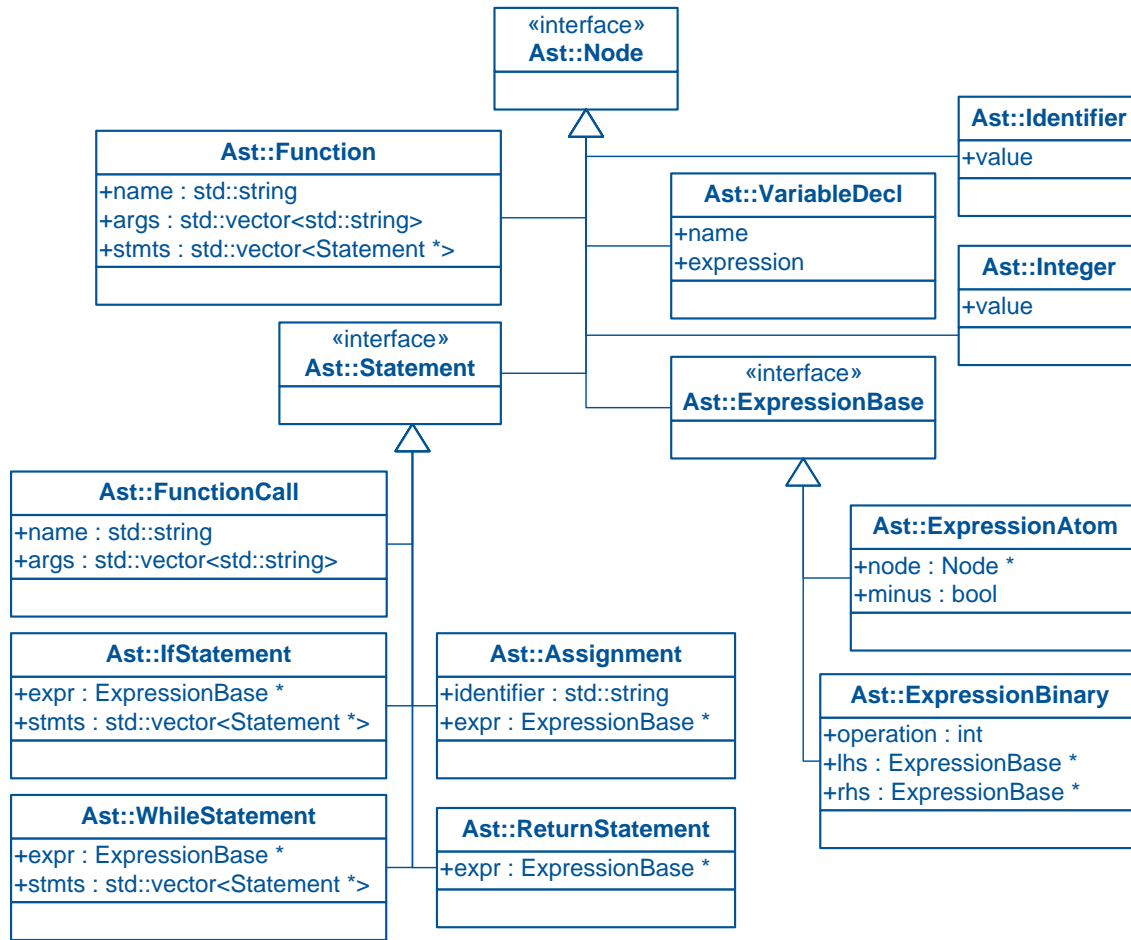 «interface»
Ast::Node
Ast::Function
+name : std::string
+args : std::vector<std::string>
+stmts : std::vector<Statement *>
Ast::Identifier
+value
Ast::VariableDecl
+name
+expression
Ast::Integer
+value
«interface»
Ast::Statement
«interface»
Ast::ExpressionBase
Ast::FunctionCall
+name : std::string
+args : std::vector<std::string>
Ast::ExpressionAtom
+node : Node *
+minus : bool
Ast::IfStatement
+expr : ExpressionBase *
+stmts : std::vector<Statement *>
Ast::Assignment
+identifier : std::string
+expr : ExpressionBase *
Ast::ExpressionBinary
+operation : int
+lhs : ExpressionBase *
+rhs : ExpressionBase *
Ast::WhileStatement
+expr : ExpressionBase *
+stmts : std::vector<Statement *>
Ast::ReturnStatement
+expr : ExpressionBase *